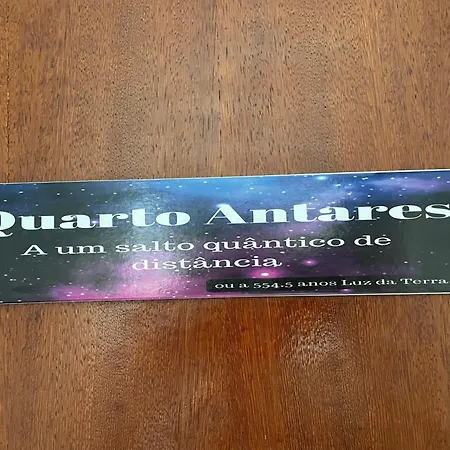 Quarto Antares
A um salto quântico de
distância
ou a 554.5 anos Luz da Terra